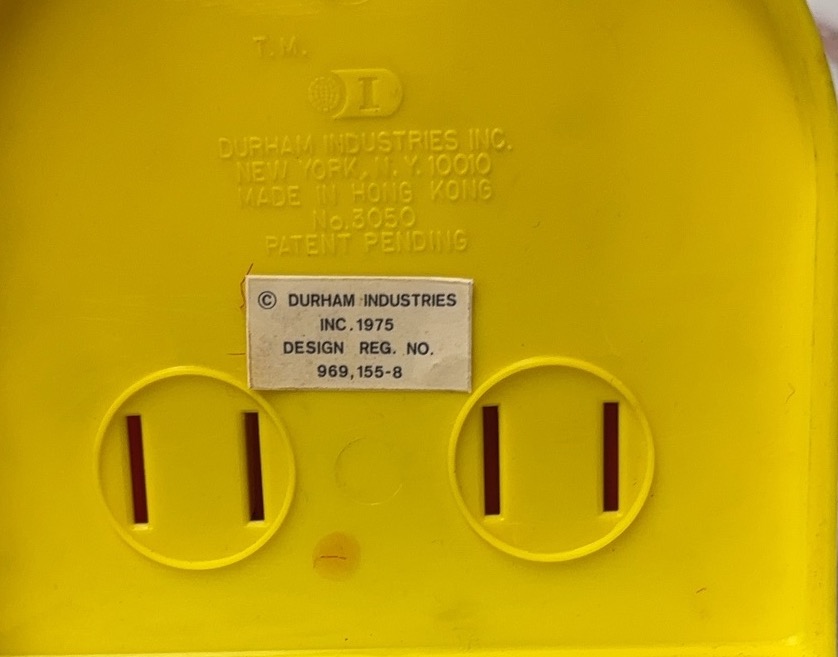 T.M.
I
DURHAM INDUSTRIES INC.
NEW YORK, N.Y. 10010
MADE IN HONG KONG
No.3050
PATENT PENDING
© DURHAM INDUSTRIES
INC. 1975
DESIGN REG. NO.
969,155-8